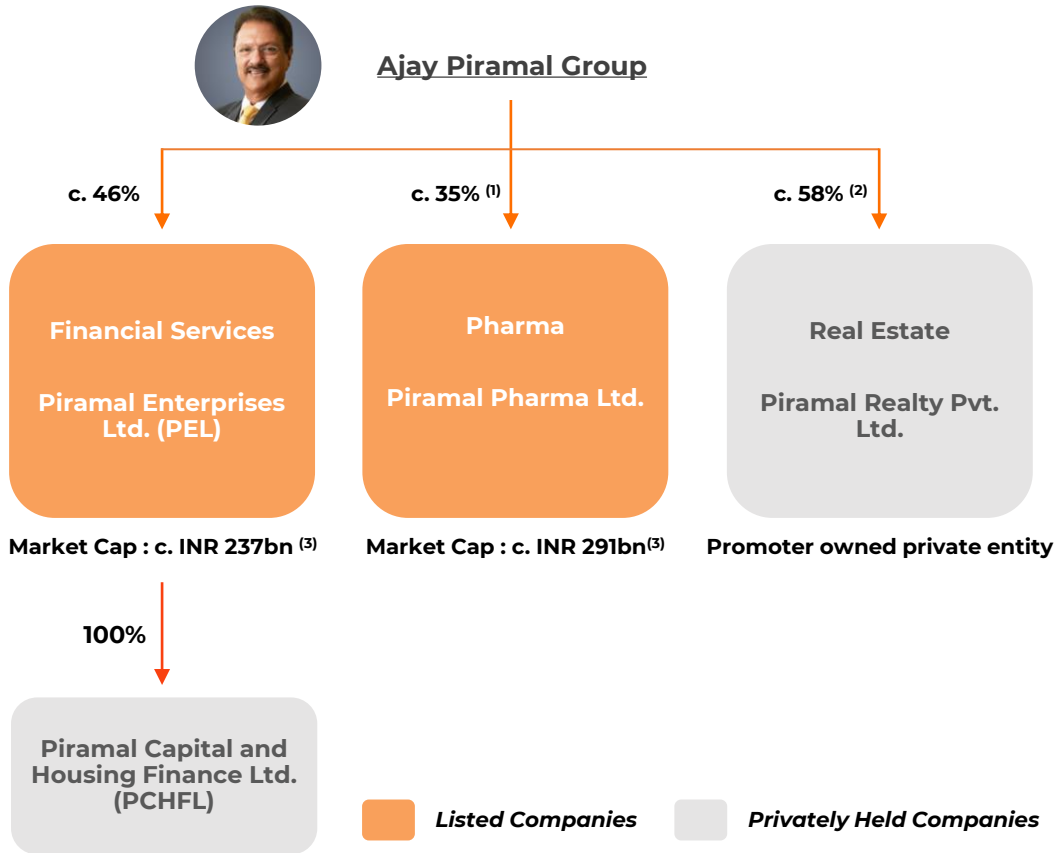 Ajay Piramal Group
c. 46%
c. 35% (1)
c. 58% (2)
Financial Services
Piramal Enterprises
Ltd. (PEL)
Pharma
Piramal Pharma Ltd.
Real Estate
Piramal Realty Pvt.
Ltd.
Market Cap : c. INR 237bn (3)
Market Cap : c. INR 291bn(3)
Promoter owned private entity
100%
Piramal Capital and
Housing Finance Ltd.
(PCHFL)
Listed Companies
Privately Held Companies